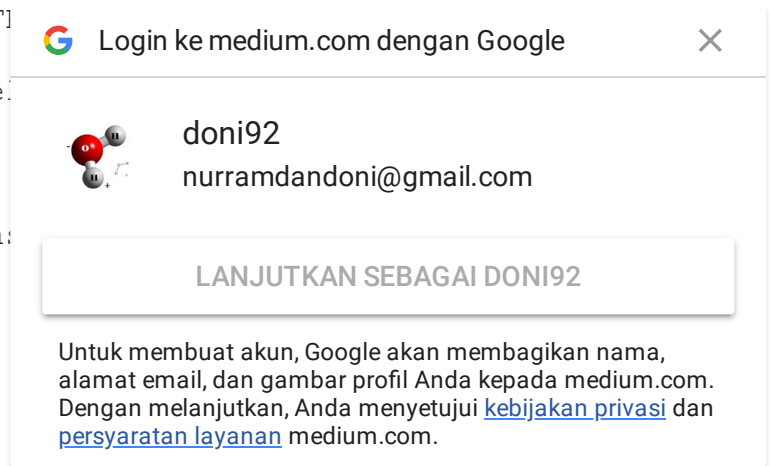 Login ke medium.com dengan Google
doni92
nurramdandoni@gmail.com
LANJUTKAN SEBAGAI DONI92
Untuk membuat akun, Google akan membagikan nama,
alamat email, dan gambar profil Anda kepada medium.com.
Dengan melanjutkan, Anda menyetujui kebijakan privasi dan
persyaratan layanan medium.com.